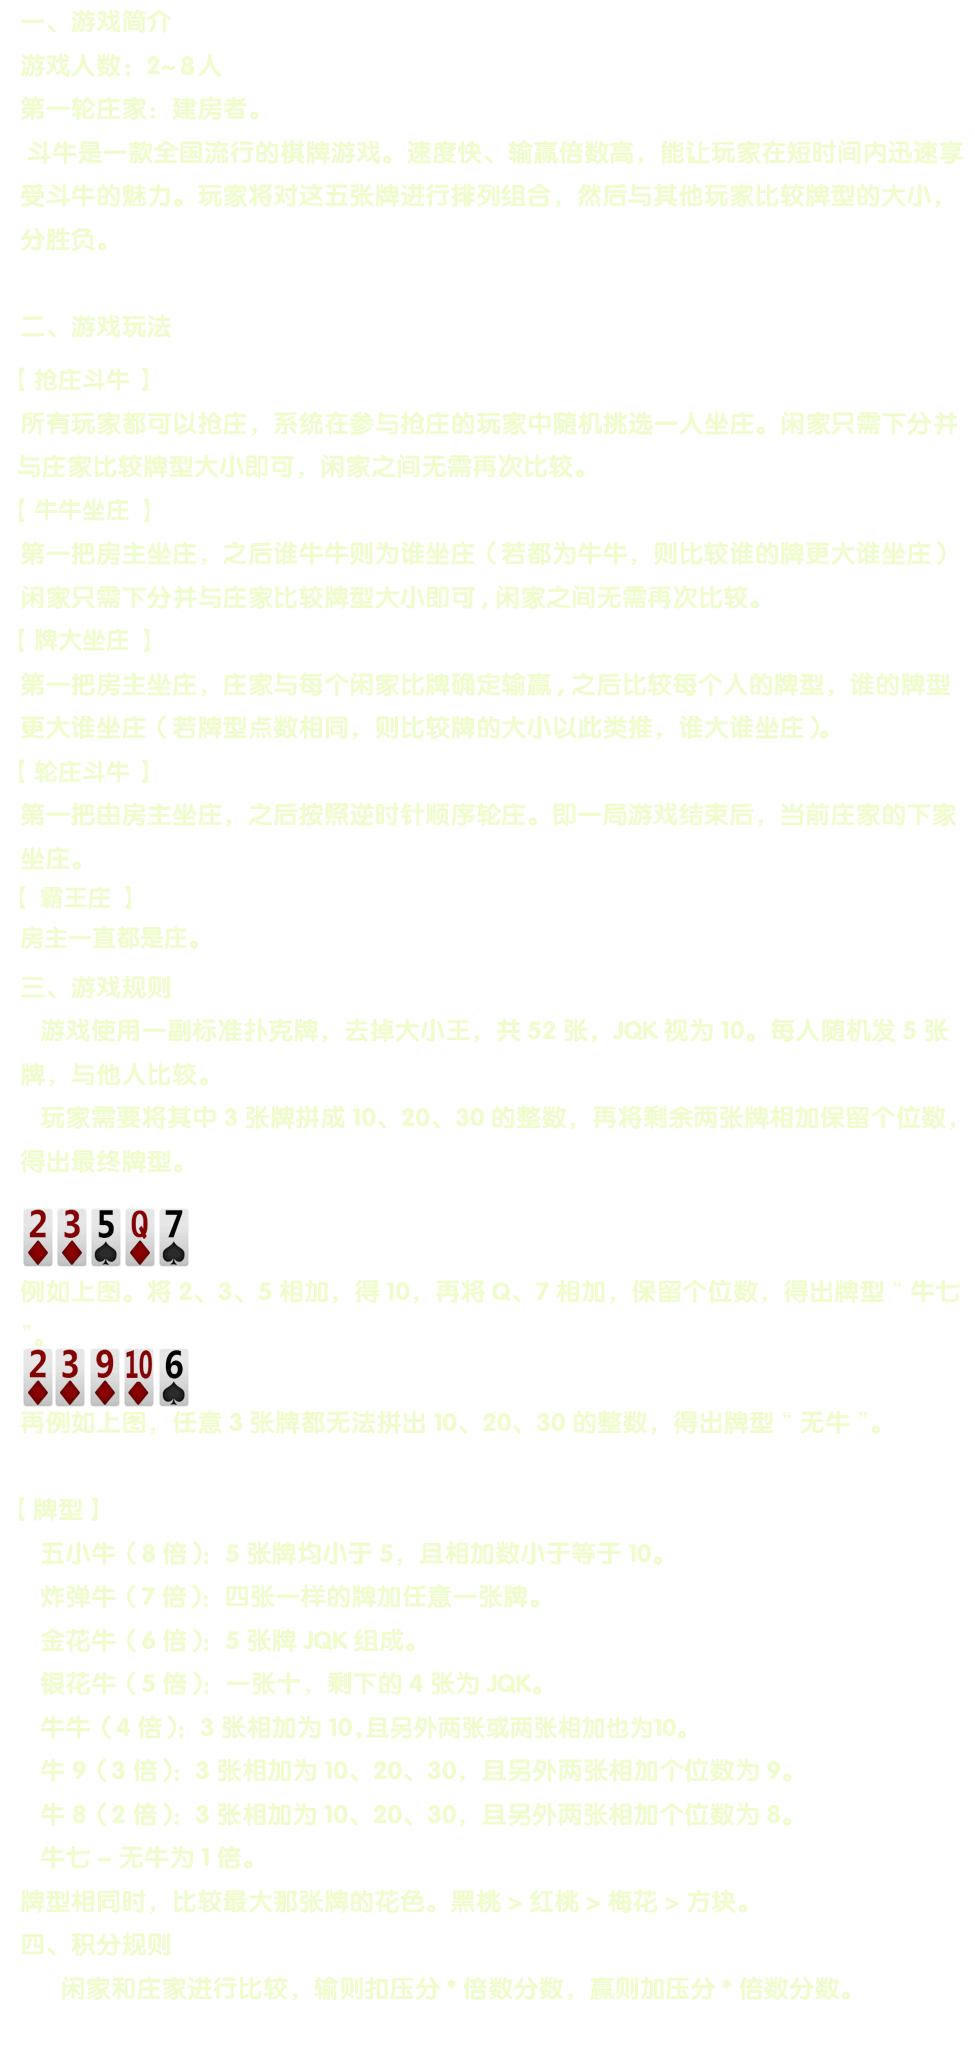 一、游戏简介
游戏人数：2~8人
第一轮庄家：建房者。
斗牛是一款全国流行的棋牌游戏。速度快、输赢倍数高，能让玩家在短时间内迅速享
受斗牛的魅力。玩家将对这五张牌进行排列组合，然后与其他玩家比较牌型的大小，
分胜负。
二、游戏玩法
【抢庄斗牛】
所有玩家都可以抢庄，系统在参与抢庄的玩家中随机挑选一人坐庄。闲家只需下分并
与庄家比较牌型大小即可，闲家之间无需再次比较。
【牛牛坐庄】
第一把房主坐庄，之后谁牛牛则为谁坐庄（若都为牛牛，则比较谁的牌更大谁坐庄）
闲家只需下分并与庄家比较牌型大小即可,闲家之间无需再次比较。
【牌大坐庄】
第一把房主坐庄，庄家与每个闲家比牌确定输赢,之后比较每个人的牌型，谁的牌型
更大谁坐庄（若牌型点数相同，则比较牌的大小以此类推，谁大谁坐庄）。
【轮庄斗牛】
第一把由房主坐庄，之后按照逆时针顺序轮庄。即一局游戏结束后，当前庄家的下家
坐庄。
【霸王庄】
房主一直都是庄。
三、游戏规则
游戏使用一副标准扑克牌，去掉大小王，共 52 张，JQK 视为 10。每人随机发 5 张
牌，与他人比较。
玩家需要将其中 3 张牌拼成 10、20、30 的整数，再将剩余两张牌相加保留个位数，
得出最终牌型。
2 3 5 Q 7
例如上图。将 2、3、5 相加，得 10，再将 Q、7 相加，保留个位数，得出牌型“ 牛七
”。
2 3 9 10 6
再例如上图，任意 3 张牌都无法拼出 10、20、30 的整数，得出牌型“ 无牛 ”。
【牌型】
五小牛（8 倍）：5 张牌均小于 5，且相加数小于等于 10。
炸弹牛（7 倍）：四张一样的牌加任意一张牌。
金花牛（6 倍）：5 张牌 JQK 组成。
银花牛（5 倍）：一张十，剩下的 4 张为 JQK。
牛牛（4 倍）：3 张相加为 10,且另外两张或两张相加也为10。
牛 9（3 倍）：3 张相加为 10、20、30，且另外两张相加个位数为 9。
牛 8（2 倍）：3 张相加为 10、20、30，且另外两张相加个位数为 8。
牛七 – 无牛为 1 倍。
牌型相同时，比较最大那张牌的花色。黑桃 > 红桃 > 梅花 > 方块。
四、积分规则
闲家和庄家进行比较，输则扣压分 * 倍数分数，赢则加压分 * 倍数分数。